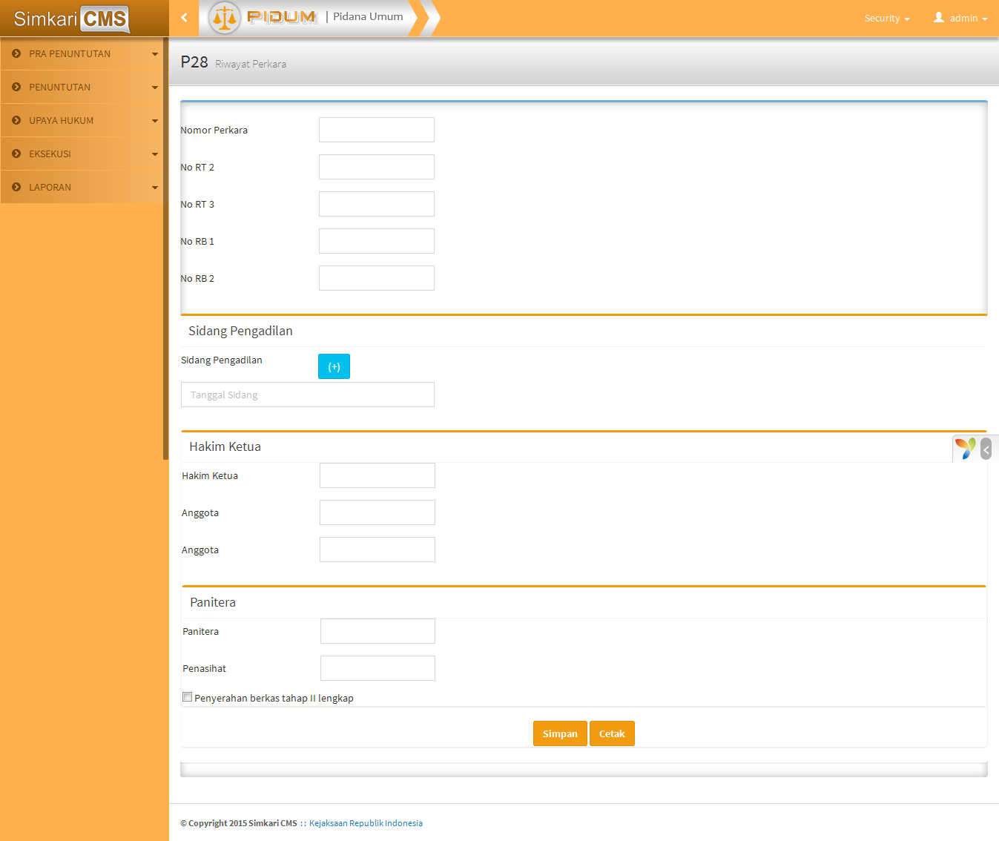 Simkari CMS
PIDUM | Pidana Umum
Security
admin
PRA PENUNTUTAN
PENUNTUTAN
UPAYA HUKUM
EKSEKUSI
LAPORAN
P28 Riwayat Perkara
Nomor Perkara
No RT 2
No RT 3
No RB 1
No RB 2
Sidang Pengadilan
Sidang Pengadilan (+)
Tanggal Sidang
Hakim Ketua
Hakim Ketua
Anggota
Anggota
Panitera
Panitera
Penasihat
Penyerahan berkas tahap II lengkap
Simpan Cetak
© Copyright 2015 Simkari CMS :: Kejaksaan Republik Indonesia